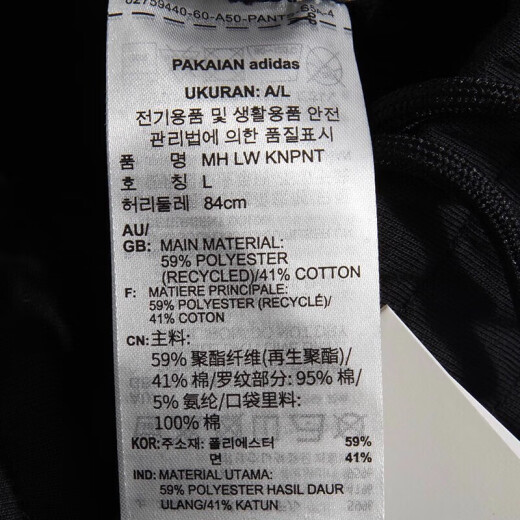 02759440-60-A50-PANTS
PAKAIAN adidas
UKURAN: A/L
전기용품 및 생활용품 안전
관리법에 의한 품질표시
품 명 MH LW KNPNT
호 칭 L
허리둘레 84cm
AU/
GB: MAIN MATERIAL:
59% POLYESTER
(RECYCLED)/41% COTTON
F: MATIERE PRINCIPALE:
59% POLYESTER (RECYCLÉ)/
41% COTON
CN: 主料:
59% 聚酯纤维(再生聚酯)/
41% 棉/罗纹部分: 95% 棉/
5% 氨纶/口袋里料:
100% 棉
KOR: 주소재: 폴리에스터 59%
면 41%
IND: MATERIAL UTAMA:
59% POLYESTER HASIL DAUR
ULANG/41% KATUN